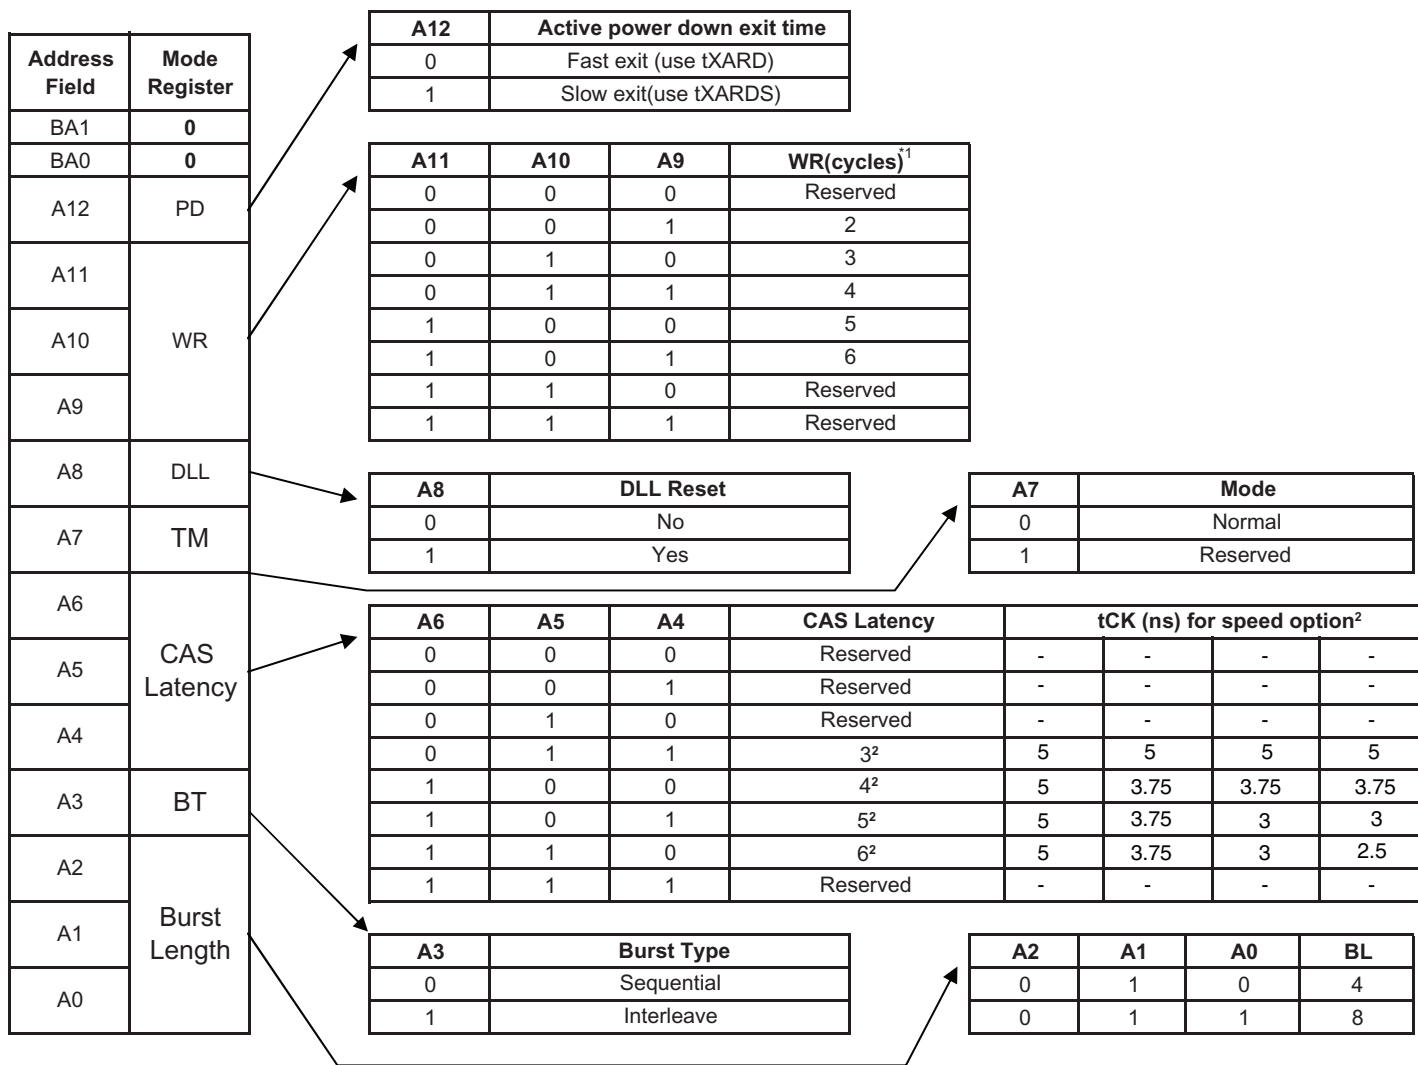 Address Field Mode Register
BA1 0
BA0 0
A12 PD
A11
A10 WR
A9
A8 DLL
A7 TM
A6
A5 CAS Latency
A4
A3 BT
A2
A1 Burst Length
A0
A12 Active power down exit time
0 Fast exit (use tXARD)
1 Slow exit(use tXARDS)
A11 A10 A9 WR(cycles)*1
0 0 0 Reserved
0 0 1 2
0 1 0 3
0 1 1 4
1 0 0 5
1 0 1 6
1 1 0 Reserved
1 1 1 Reserved
A8 DLL Reset
0 No
1 Yes
A7 Mode
0 Normal
1 Reserved
A6 A5 A4 CAS Latency tCK (ns) for speed option²
0 0 0 Reserved - - - -
0 0 1 Reserved - - - -
0 1 0 Reserved - - - -
0 1 1 3² 5 5 5 5
1 0 0 4² 5 3.75 3.75 3.75
1 0 1 5² 5 3.75 3 3
1 1 0 6² 5 3.75 3 2.5
1 1 1 Reserved - - - -
A3 Burst Type
0 Sequential
1 Interleave
A2 A1 A0 BL
0 1 0 4
0 1 1 8